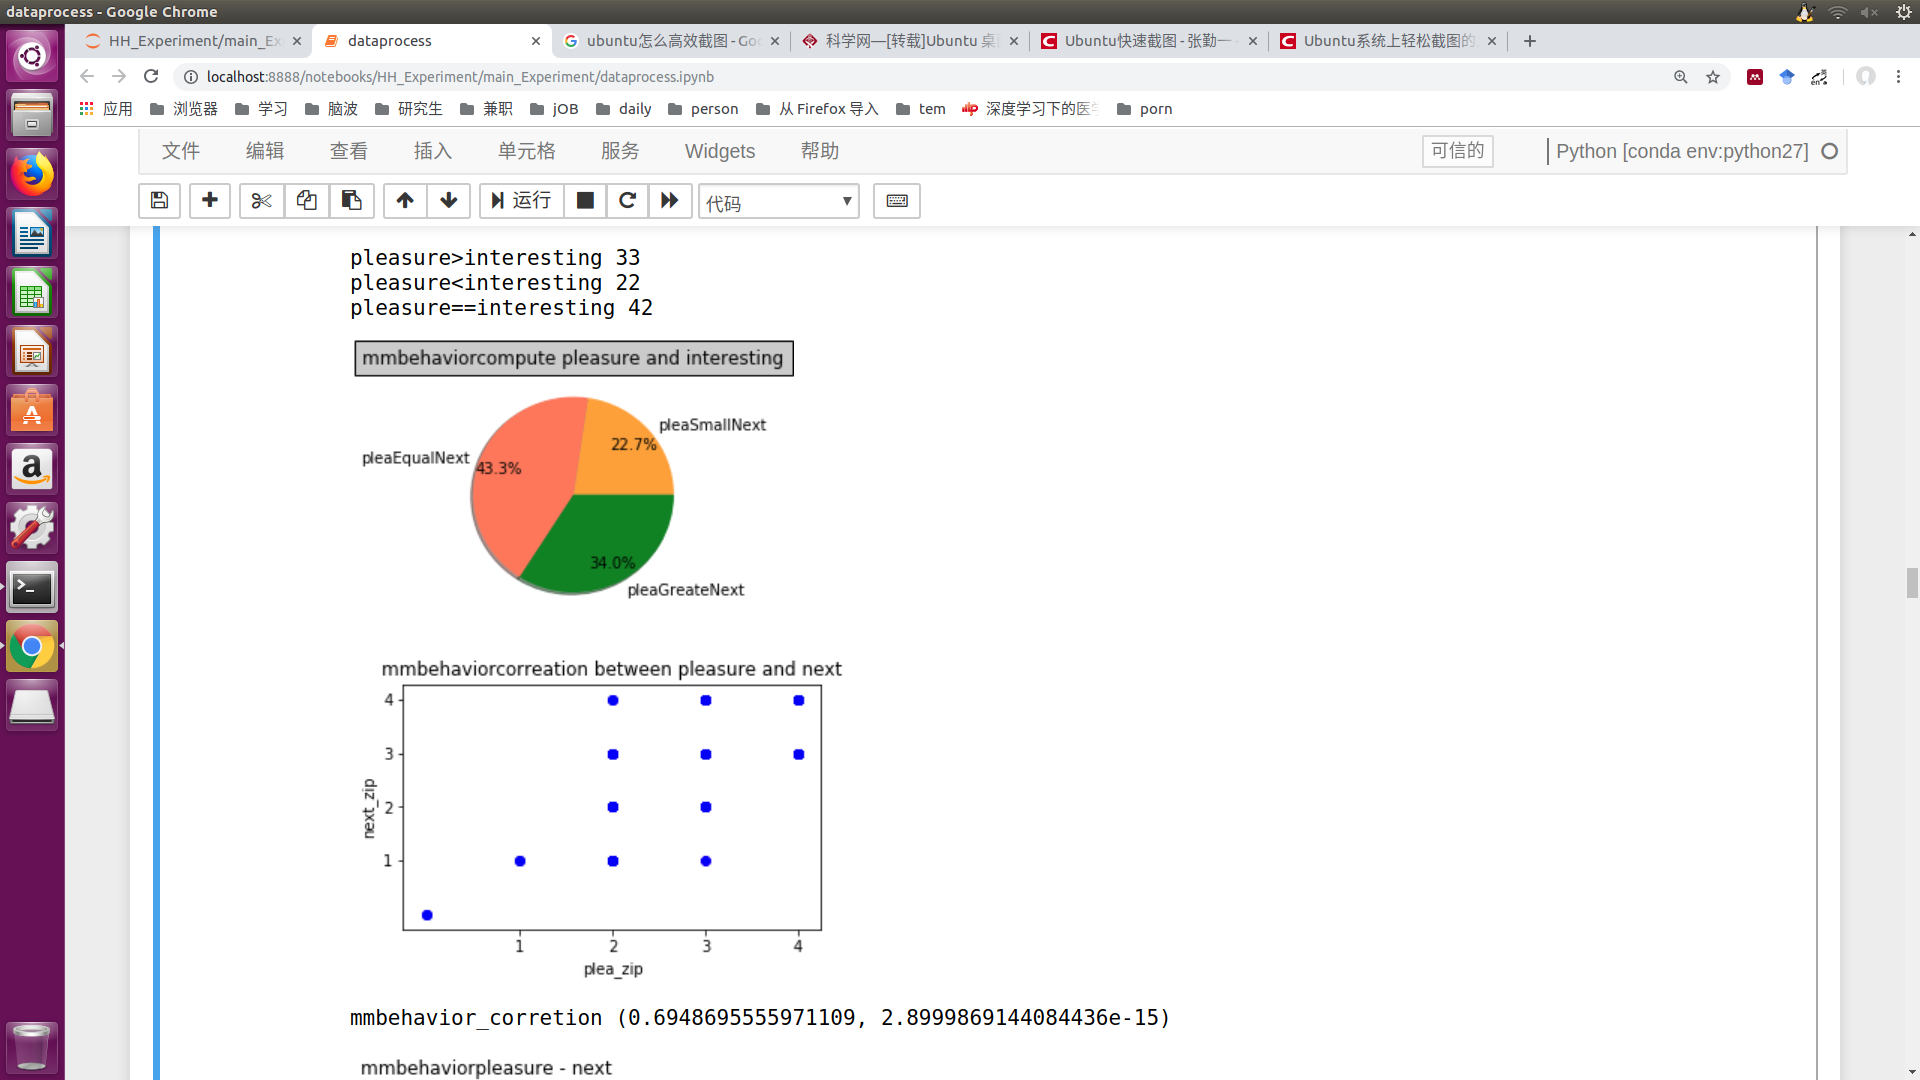 dataprocess - Google Chrome
HH_Experiment/main_Ex
dataprocess
ubuntu怎么高效截图 - Goo
科学网—[转载]Ubuntu 桌面
Ubuntu快速截图 - 张勤一 -
Ubuntu系统上轻松截图的
localhost:8888/notebooks/HH_Experiment/main_Experiment/dataprocess.ipynb
应用 浏览器 学习 脑波 研究生 兼职 jOB daily person 从 Firefox 导入 tem 深度学习下的医学 porn
文件 编辑 查看 插入 单元格 服务 Widgets 帮助 可信的 Python [conda env:python27]
运行 代码
pleasure>interesting 33
pleasure<interesting 22
pleasure==interesting 42
mmbehaviorcompute pleasure and interesting
pleaSmallNext
22.7%
pleaEqualNext
43.3%
34.0%
pleaGreateNext
mmbehaviorcorreation between pleasure and next
4
3
2
1
next_zip
1 2 3 4
plea_zip
mmbehavior_corretion (0.6948695555971109, 2.8999869144084436e-15)
mmbehaviorpleasure - next